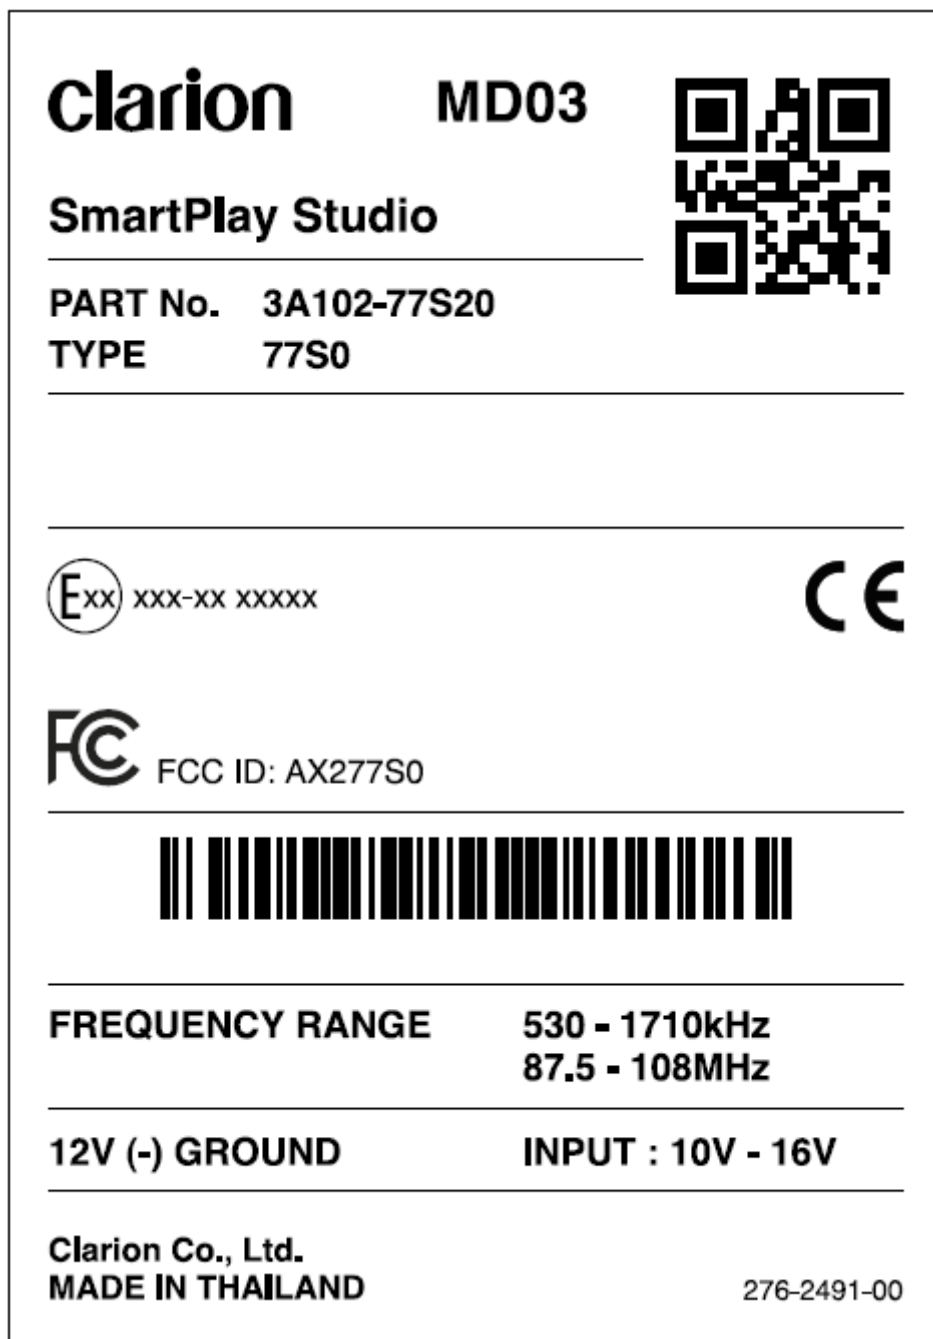 clarion MD03
SmartPlay Studio
PART No. 3A102-77S20
TYPE 77S0
Exx xxx-xx xxxxx
CE
FC FCC ID: AX277S0
FREQUENCY RANGE 530 - 1710kHz
87.5 - 108MHz
12V (-) GROUND INPUT : 10V - 16V
Clarion Co., Ltd.
MADE IN THAILAND 276-2491-00